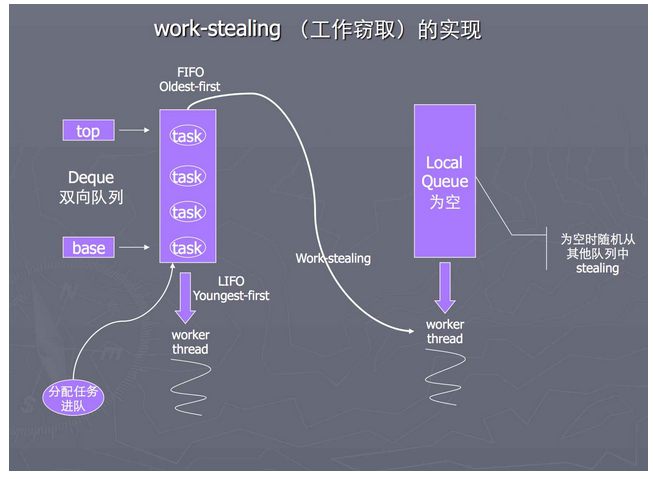 work-stealing （工作窃取）的实现
FIFO
Oldest-first
top
task
task
Deque
双向队列
task
base
task
LIFO
Youngest-first
worker
thread
分配任务
进队
Work-stealing
Local
Queue
为空
为空时随机从
其他队列中
stealing
worker
thread
N
m
S